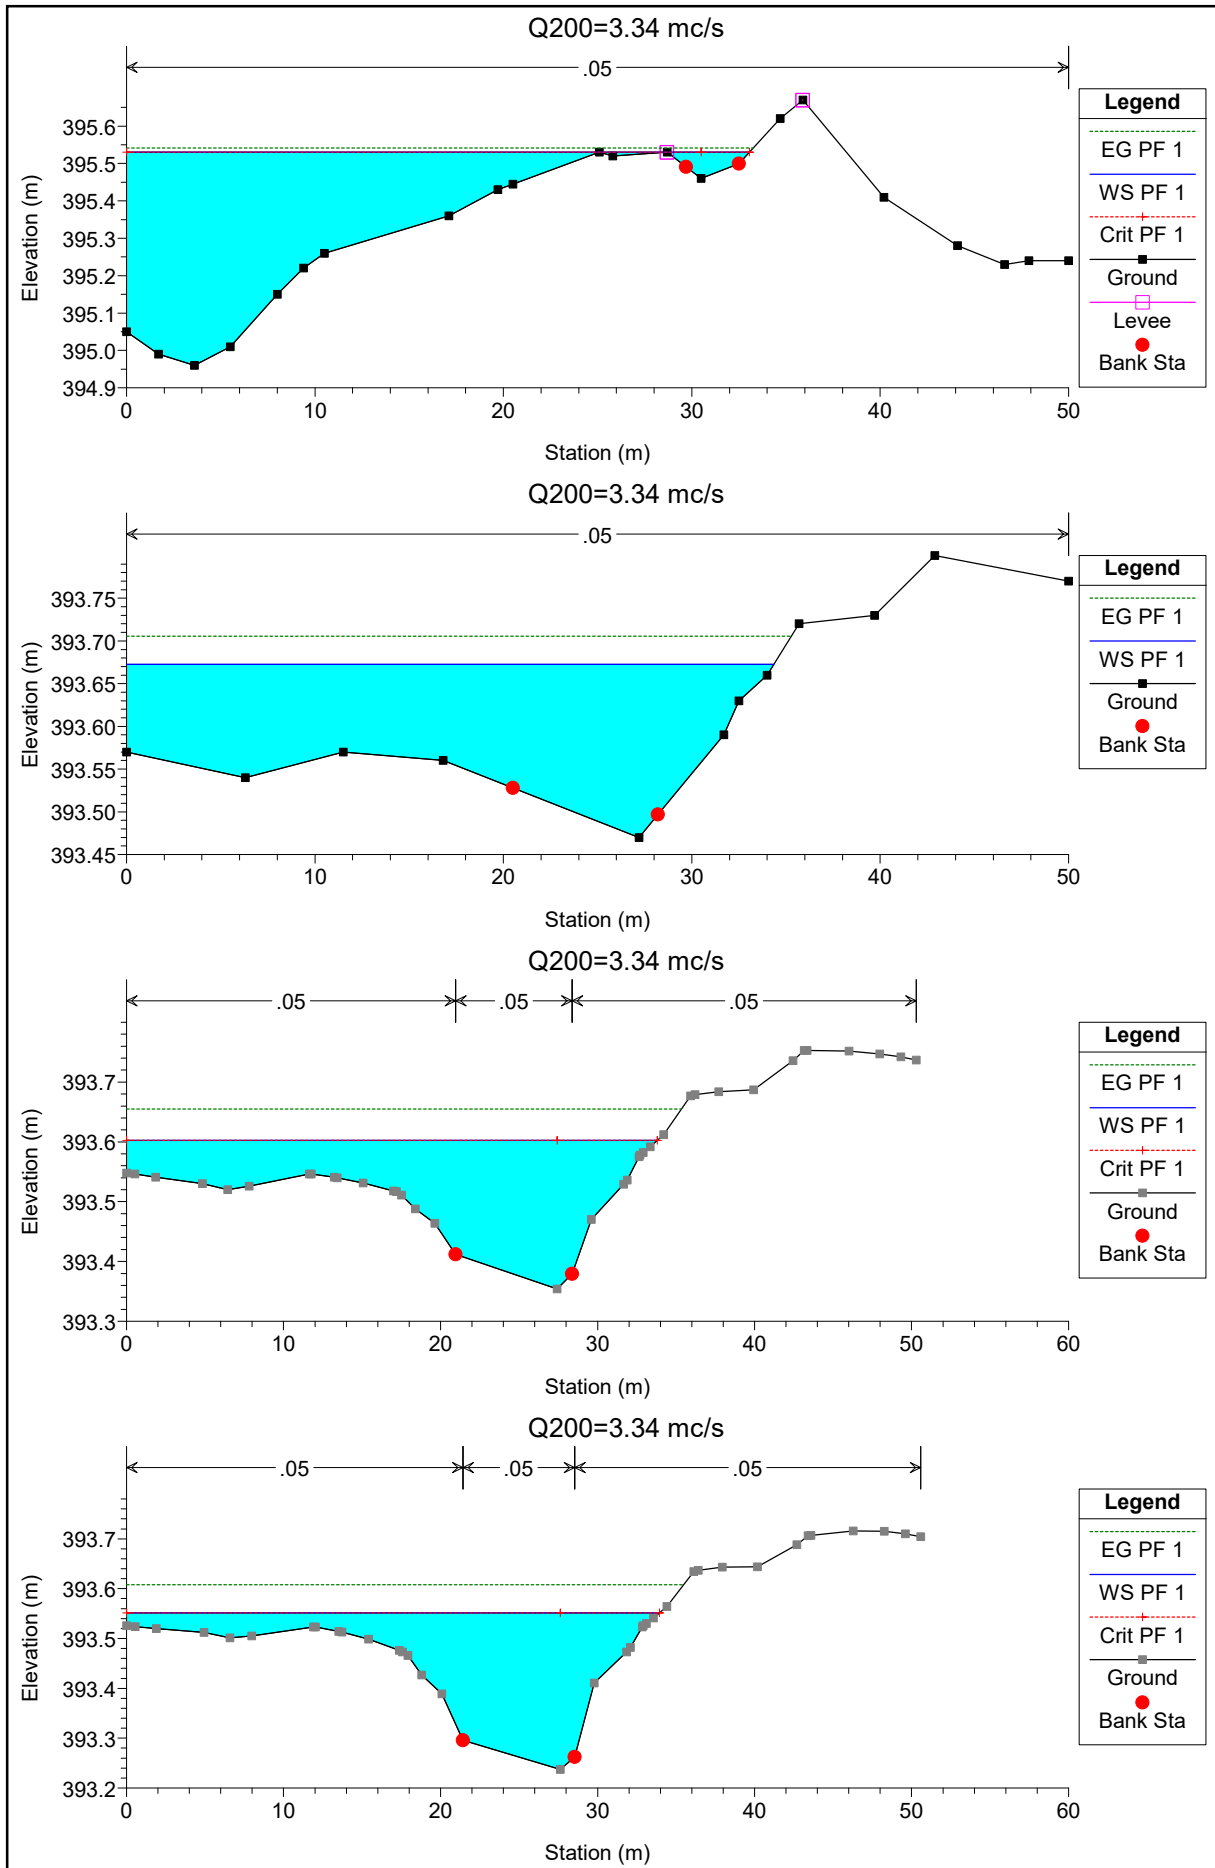 Q200=3.34 mc/s
.05
Legend
EG PF 1
WS PF 1
Crit PF 1
Ground
Levee
Bank Sta
395.6
395.5
395.4
395.3
395.2
395.1
395.0
394.9
Elevation (m)
0 10 20 30 40 50
Station (m)
Q200=3.34 mc/s
.05
Legend
EG PF 1
WS PF 1
Ground
Bank Sta
393.75
393.70
393.65
393.60
393.55
393.50
393.45
Elevation (m)
0 10 20 30 40 50
Station (m)
Q200=3.34 mc/s
.05 .05 .05
Legend
EG PF 1
WS PF 1
Crit PF 1
Ground
Bank Sta
393.7
393.6
393.5
393.4
393.3
Elevation (m)
0 10 20 30 40 50 60
Station (m)
Q200=3.34 mc/s
.05 .05 .05
Legend
EG PF 1
WS PF 1
Crit PF 1
Ground
Bank Sta
393.7
393.6
393.5
393.4
393.3
393.2
Elevation (m)
0 10 20 30 40 50 60
Station (m)